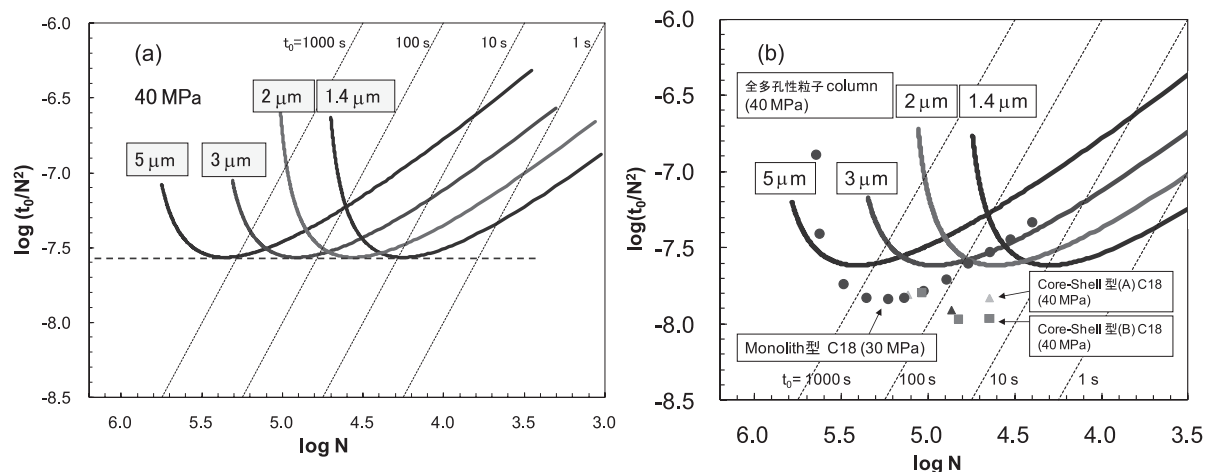 (a)
40 MPa
t₀=1000 s
100 s
10 s
1 s
2 μm
1.4 μm
5 μm
3 μm
log (t₀/N²)
-6.0
-6.5
-7.0
-7.5
-8.0
-8.5
6.0
5.5
5.0
4.5
4.0
3.5
3.0
log N
(b)
全多孔性粒子 column
(40 MPa)
2 μm
1.4 μm
5 μm
3 μm
Core-Shell 型(A) C18
(40 MPa)
Core-Shell 型(B) C18
(40 MPa)
Monolith型 C18 (30 MPa)
t₀= 1000 s
100 s
10 s
1 s
log(t₀/N²)
-6.0
-6.5
-7.0
-7.5
-8.0
-8.5
6.0
5.5
5.0
4.5
4.0
3.5
log N